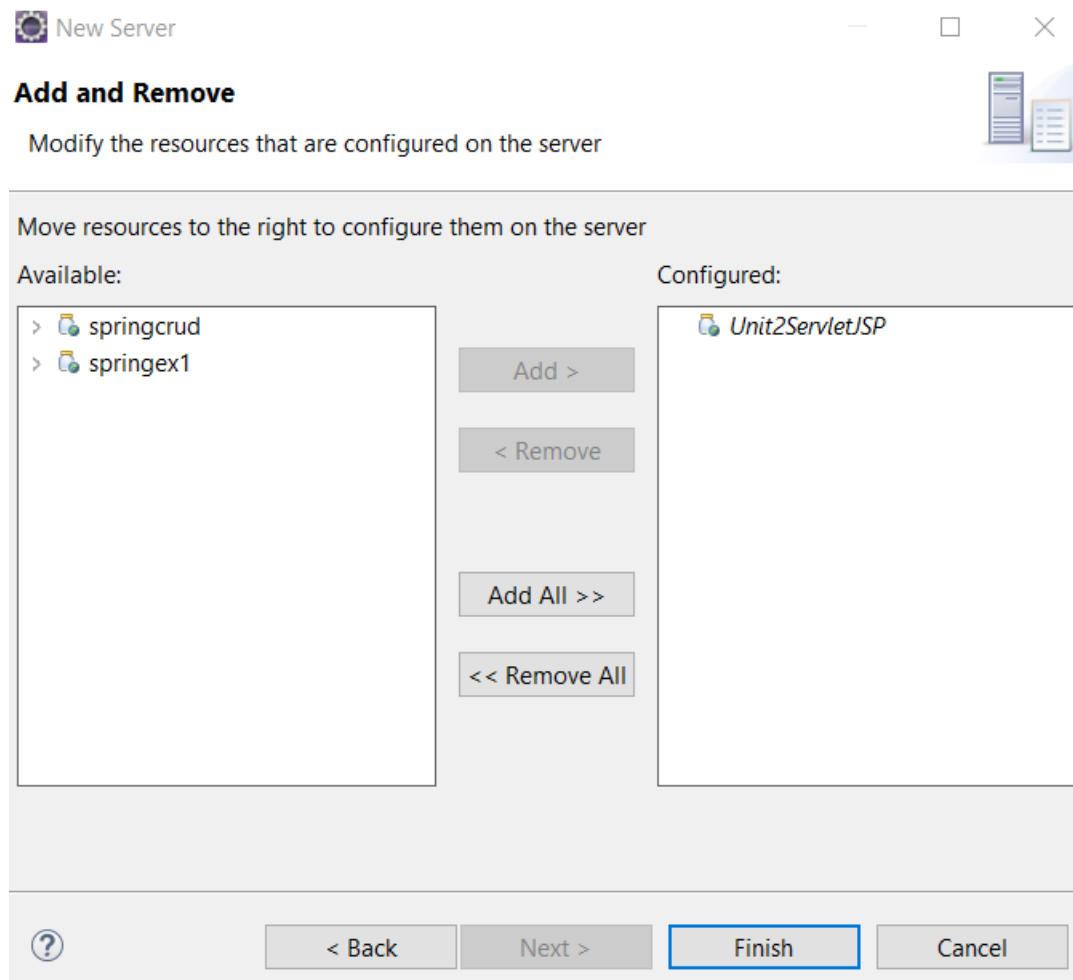 New Server
Add and Remove
Modify the resources that are configured on the server
Move resources to the right to configure them on the server
Available:
Configured:
springcrud
springex1
Unit2ServletJSP
Add >
< Remove
Add All >>
<< Remove All
?
< Back
Next >
Finish
Cancel